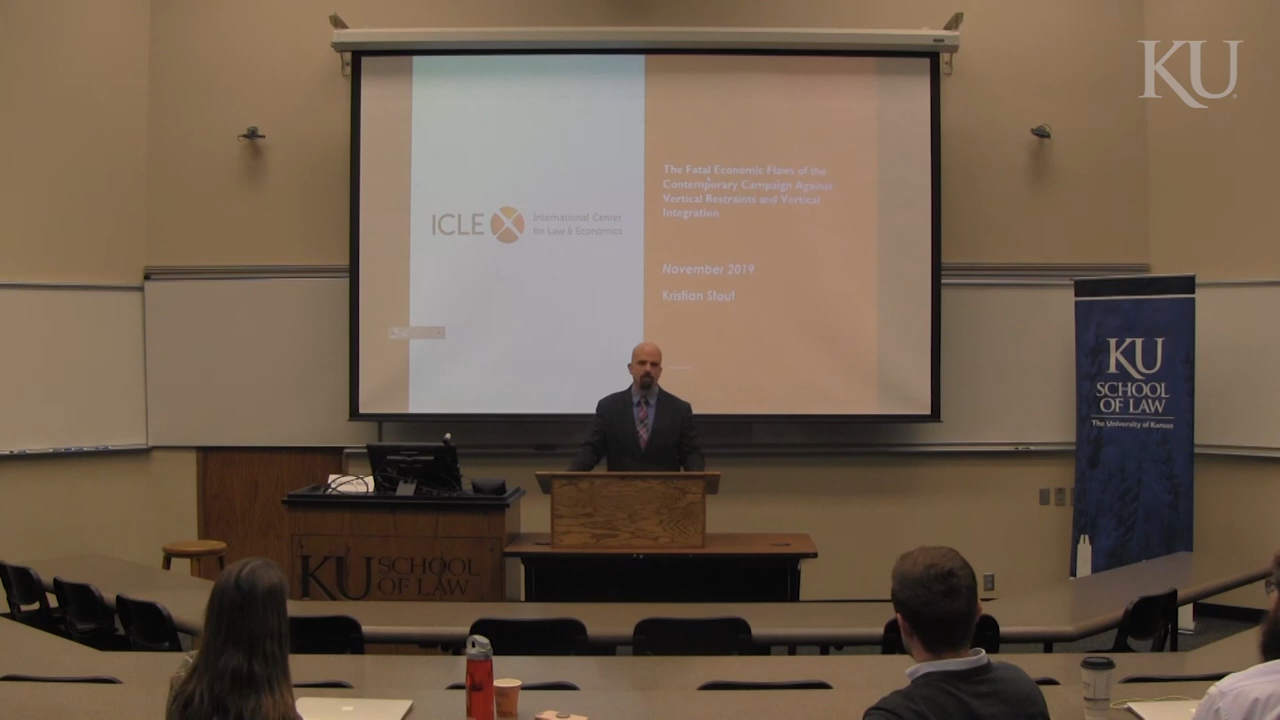 KU
The Fatal Economic Flaws of the
Contemporary Campaign Against
Vertical Restraints and Vertical
Integration
ICLE
International Center
for Law & Economics
November 2019
Kristian Stout
KU
SCHOOL
OF LAW
The University of Kansas
KU SCHOOL
OF LAW